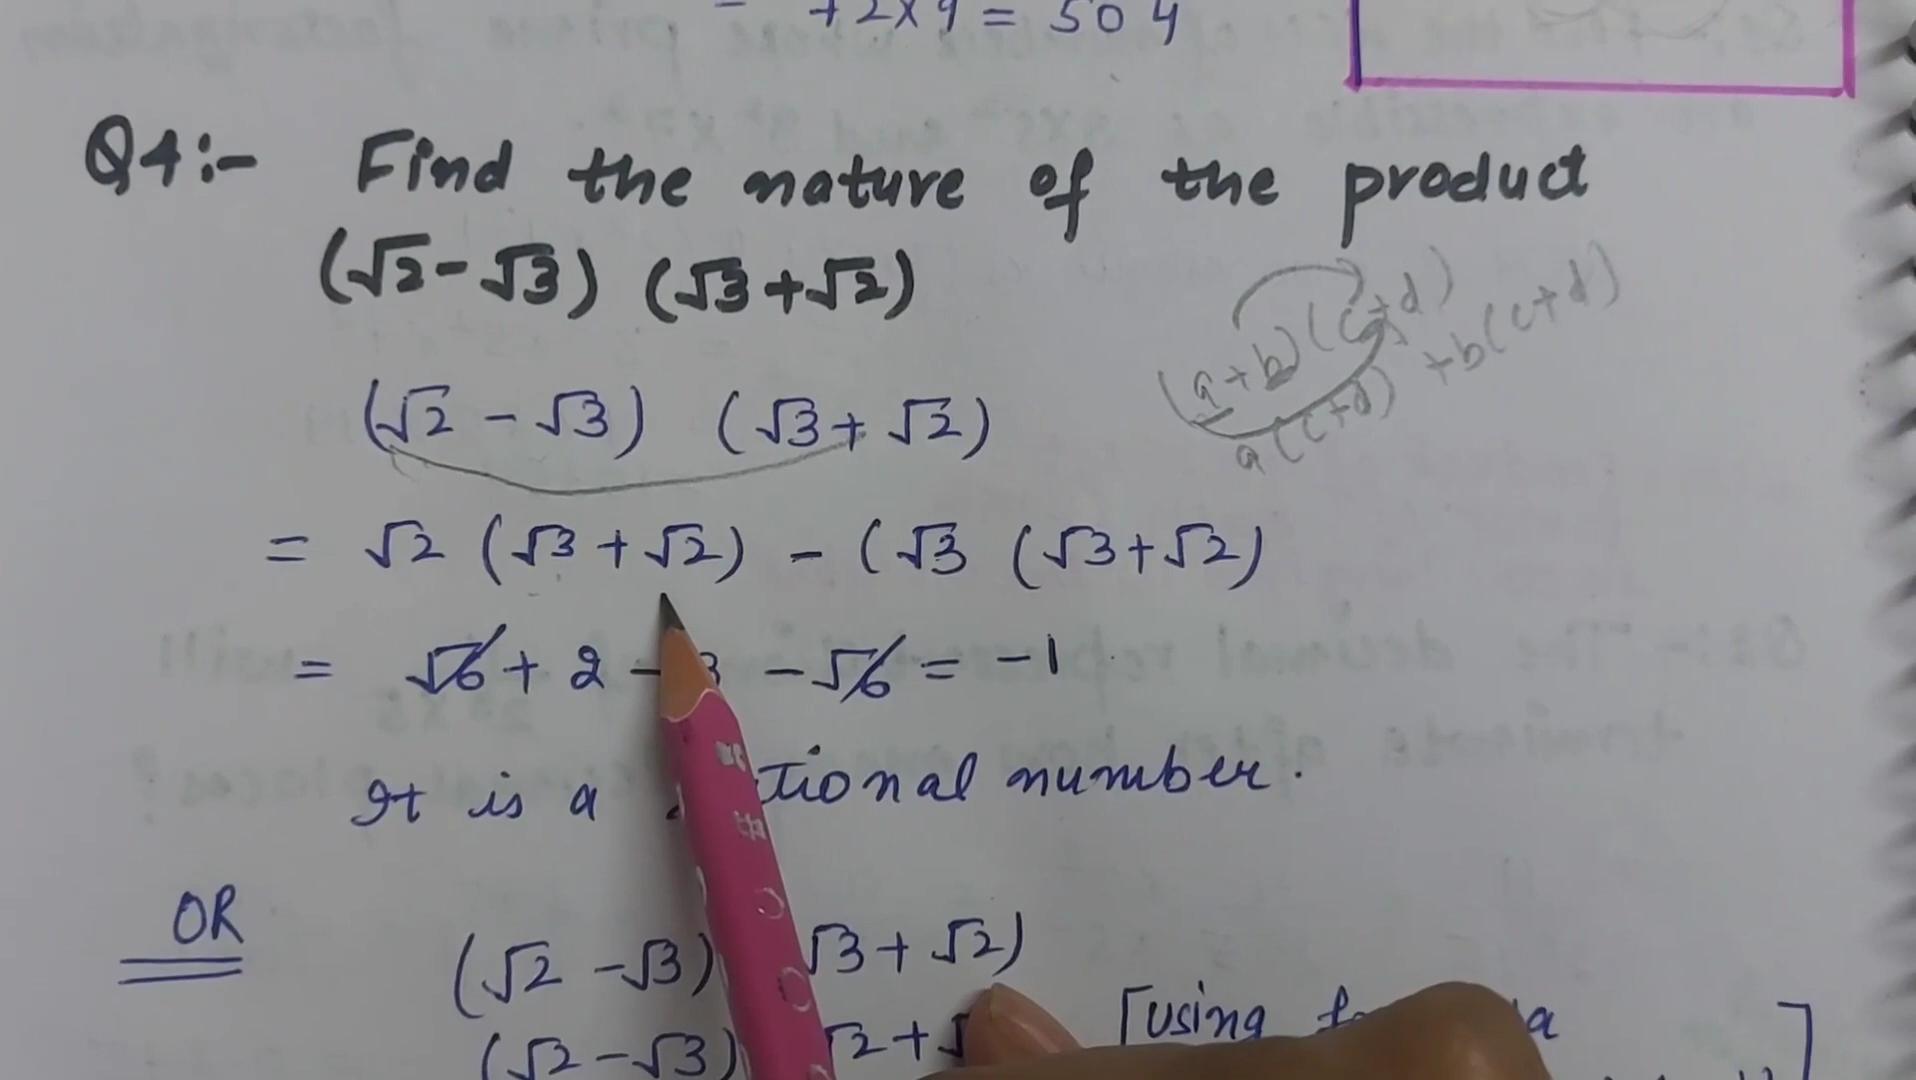 +2×9 = 504
Q4:- Find the nature of the product
(√2-√3) (√3+√2)
(a+b)(c+d)
a(c+d) +b(c+d)
(√2 - √3) (√3+ √2)
= √2 (√3+√2) - (√3 (√3+√2)
= √6 + 2 - 3 - √6 = -1
It is a number.
OR
(√2 -√3) √3+ √2)
(√2-√3) √2+√
[using